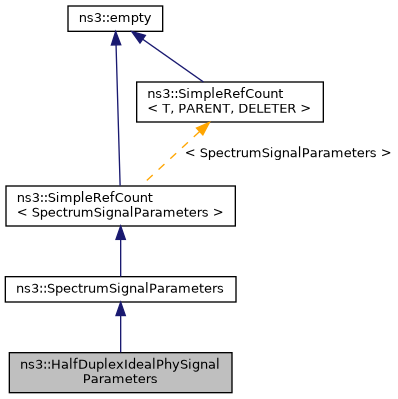 ns3::empty
ns3::SimpleRefCount
< T, PARENT, DELETER >
< SpectrumSignalParameters >
ns3::SimpleRefCount
< SpectrumSignalParameters >
ns3::SpectrumSignalParameters
ns3::HalfDuplexIdealPhySignal
Parameters